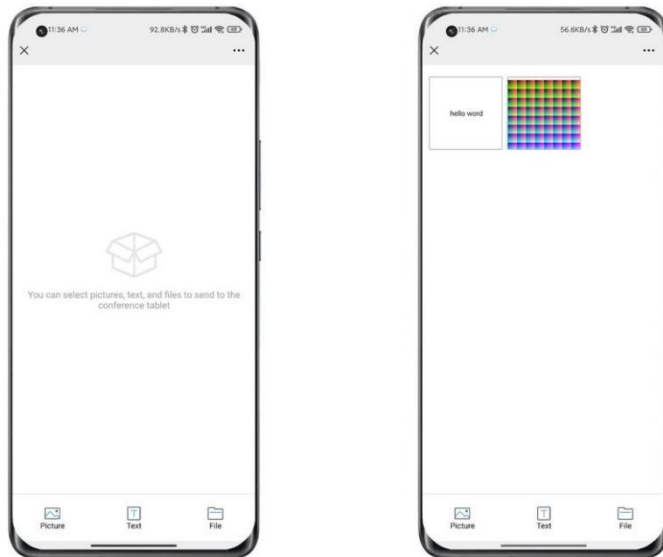 11:36 AM
92.8KB/s
You can select pictures, text, and files to send to the
conference tablet
Picture
Text
File
11:36 AM
56.6KB/s
hello word
Picture
Text
File